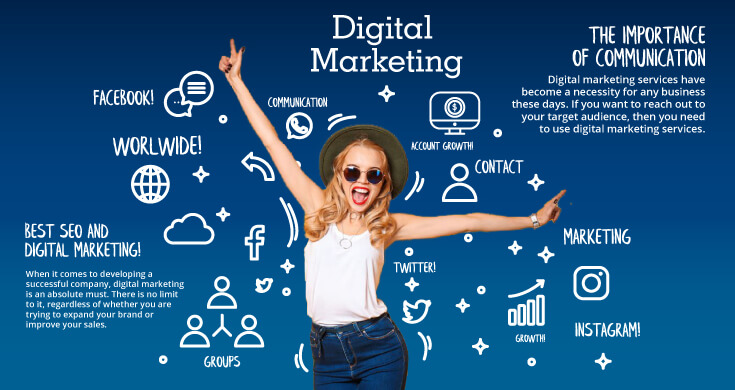 Digital
Marketing
THE IMPORTANCE
OF COMMUNICATION
Digital marketing services have
become a necessity for any business
these days. If you want to reach out to
your target audience, then you need
to use digital marketing services.
FACEBOOK!
COMMUNICATION
ACCOUNT GROWTH!
WORLWIDE!
CONTACT
BEST SEO AND
DIGITAL MARKETING!
When it comes to developing a
successful company, digital marketing
is an absolute must. There is no limit
to it, regardless of whether you are
trying to expand your brand or
improve your sales.
MARKETING
TWITTER!
INSTAGRAM!
GROWTH!
GROUPS